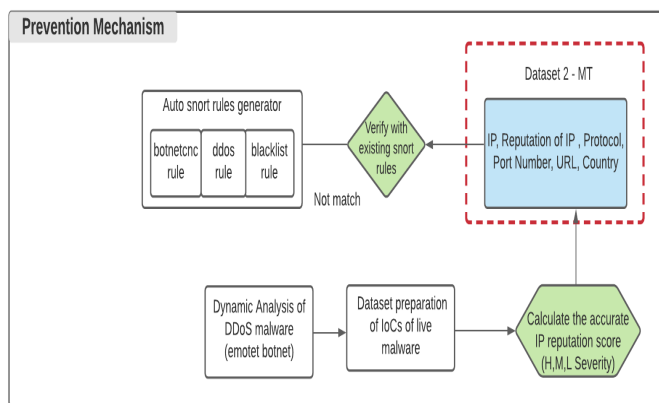 Prevention Mechanism
Dataset 2 - MT
Auto snort rules generator
botnetcnc
rule
ddos
rule
blacklist
rule
Verify with
existing snort
rules
IP, Reputation of IP , Protocol,
Port Number, URL, Country
Not match
Dynamic Analysis of
DDoS malware
(emotet botnet)
Dataset preparation
of IoCs of live
malware
Calculate the accurate
IP reputation score
(H,M,L Severity)